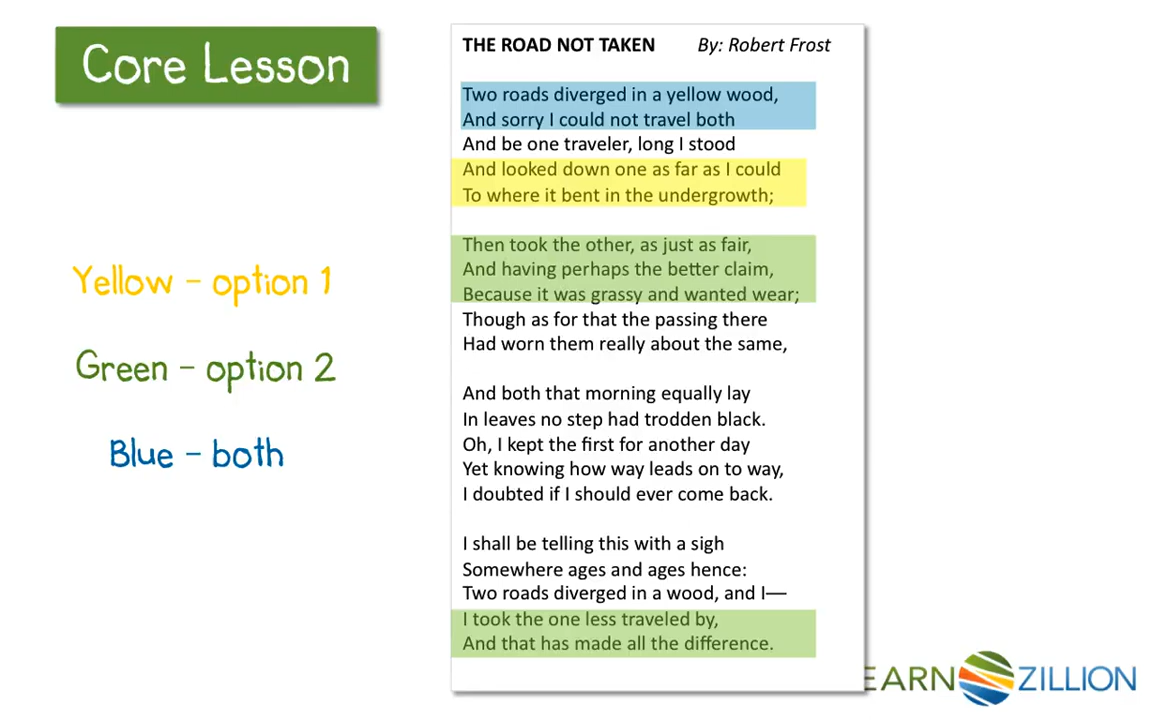 Core Lesson
THE ROAD NOT TAKEN By: Robert Frost
Two roads diverged in a yellow wood,
And sorry I could not travel both
And be one traveler, long I stood
And looked down one as far as I could
To where it bent in the undergrowth;
Then took the other, as just as fair,
And having perhaps the better claim,
Because it was grassy and wanted wear;
Though as for that the passing there
Had worn them really about the same,
And both that morning equally lay
In leaves no step had trodden black.
Oh, I kept the first for another day
Yet knowing how way leads on to way,
I doubted if I should ever come back.
I shall be telling this with a sigh
Somewhere ages and ages hence:
Two roads diverged in a wood, and I—
I took the one less traveled by,
And that has made all the difference.
Yellow – option 1
Green – option 2
Blue – both
EARN ZILLION